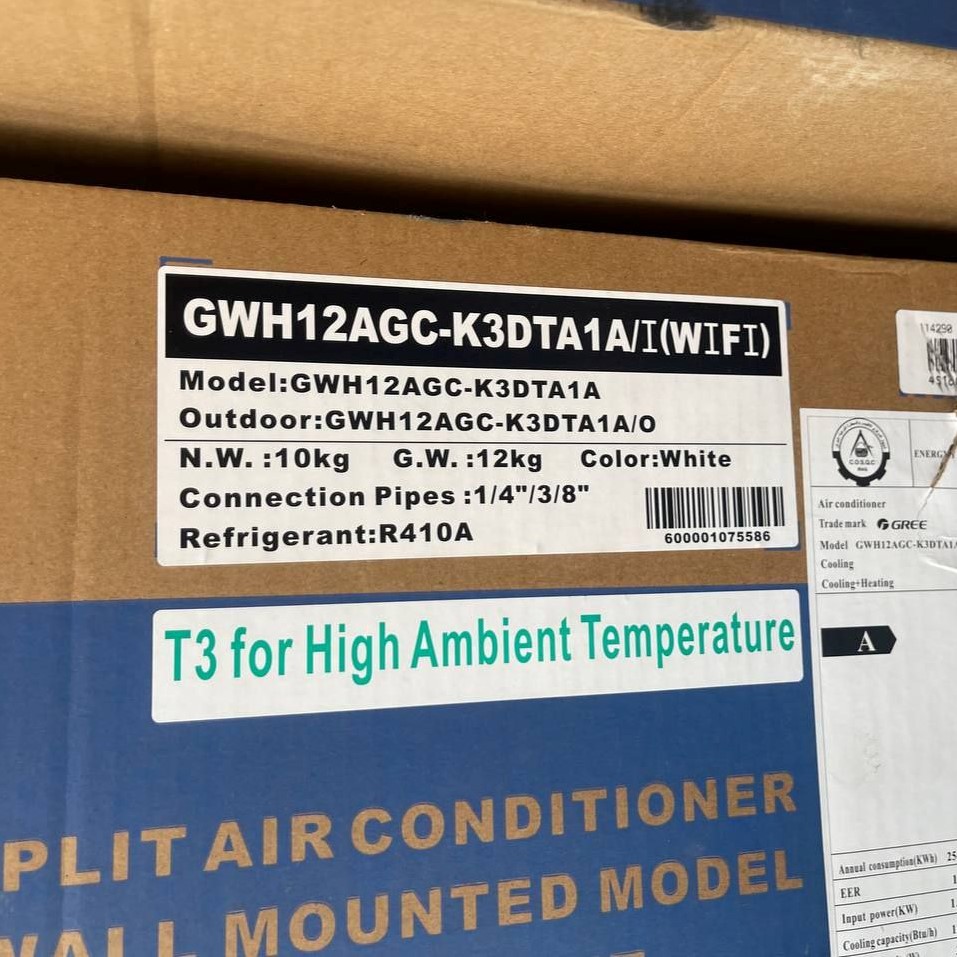 GWH12AGC-K3DTA1A/I(WIFI)
Model:GWH12AGC-K3DTA1A
Outdoor:GWH12AGC-K3DTA1A/O
N.W. :10kg G.W. :12kg Color:White
Connection Pipes :1/4"/3/8"
Refrigerant:R410A
600001075586
T3 for High Ambient Temperature
PLIT AIR CONDITIONER
WALL MOUNTED MODEL
114290
C.O.S.Q.C
Air conditioner
Trade mark GREE
Model GWH12AGC-K3DTA1A
Cooling
Cooling+Heating
A
Annual consumption(KWh)
EER
Input power(KW)
Cooling capacity(Btu/h)